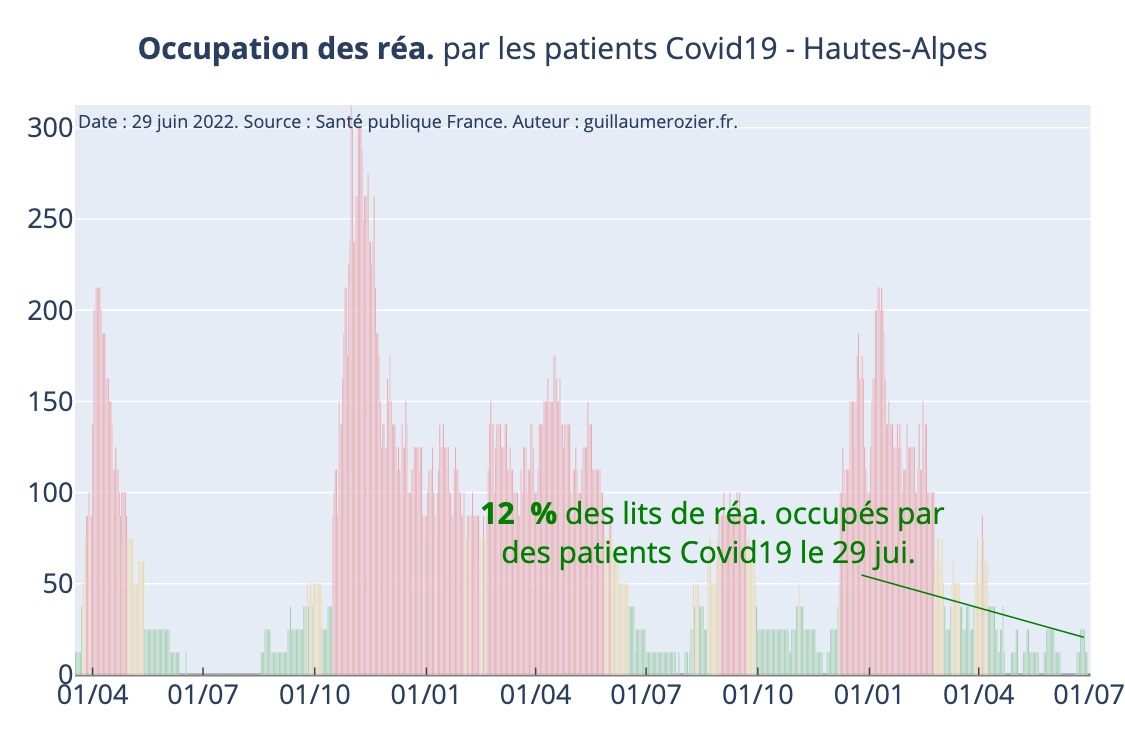 Occupation des réa. par les patients Covid19 - Hautes-Alpes
Date : 29 juin 2022. Source : Santé publique France. Auteur : guillaumerozier.fr.
300
250
200
150
100
50
0
12 % des lits de réa. occupés par
des patients Covid19 le 29 jui.
01/04 01/07 01/10 01/01 01/04 01/07 01/10 01/01 01/04 01/07